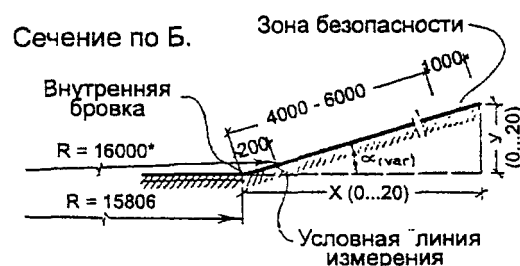 Сечение по Б.
Зона безопасности
Внутренняя
бровка
1000
4000 - 6000
200
R = 16000*
α (var)
У
(0...20)
X (0...20)
R = 15806
Условная линия
измерения